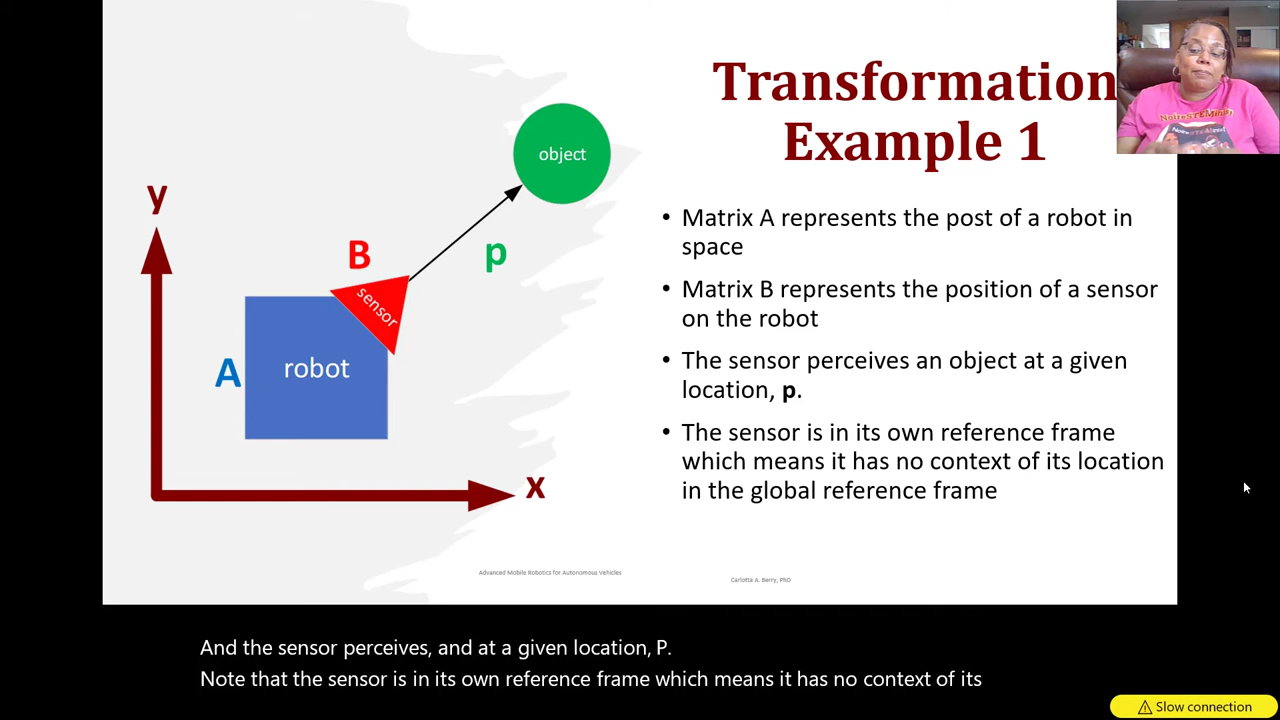 Transformation
Example 1
object
y
B
p
sensor
A
robot
x
• Matrix A represents the post of a robot in
space
• Matrix B represents the position of a sensor
on the robot
• The sensor perceives an object at a given
location, p.
• The sensor is in its own reference frame
which means it has no context of its location
in the global reference frame
Advanced Mobile Robotics for Autonomous Vehicles
Carlotta A. Berry, PhD
And the sensor perceives, and at a given location, P.
Note that the sensor is in its own reference frame which means it has no context of its
Slow connection